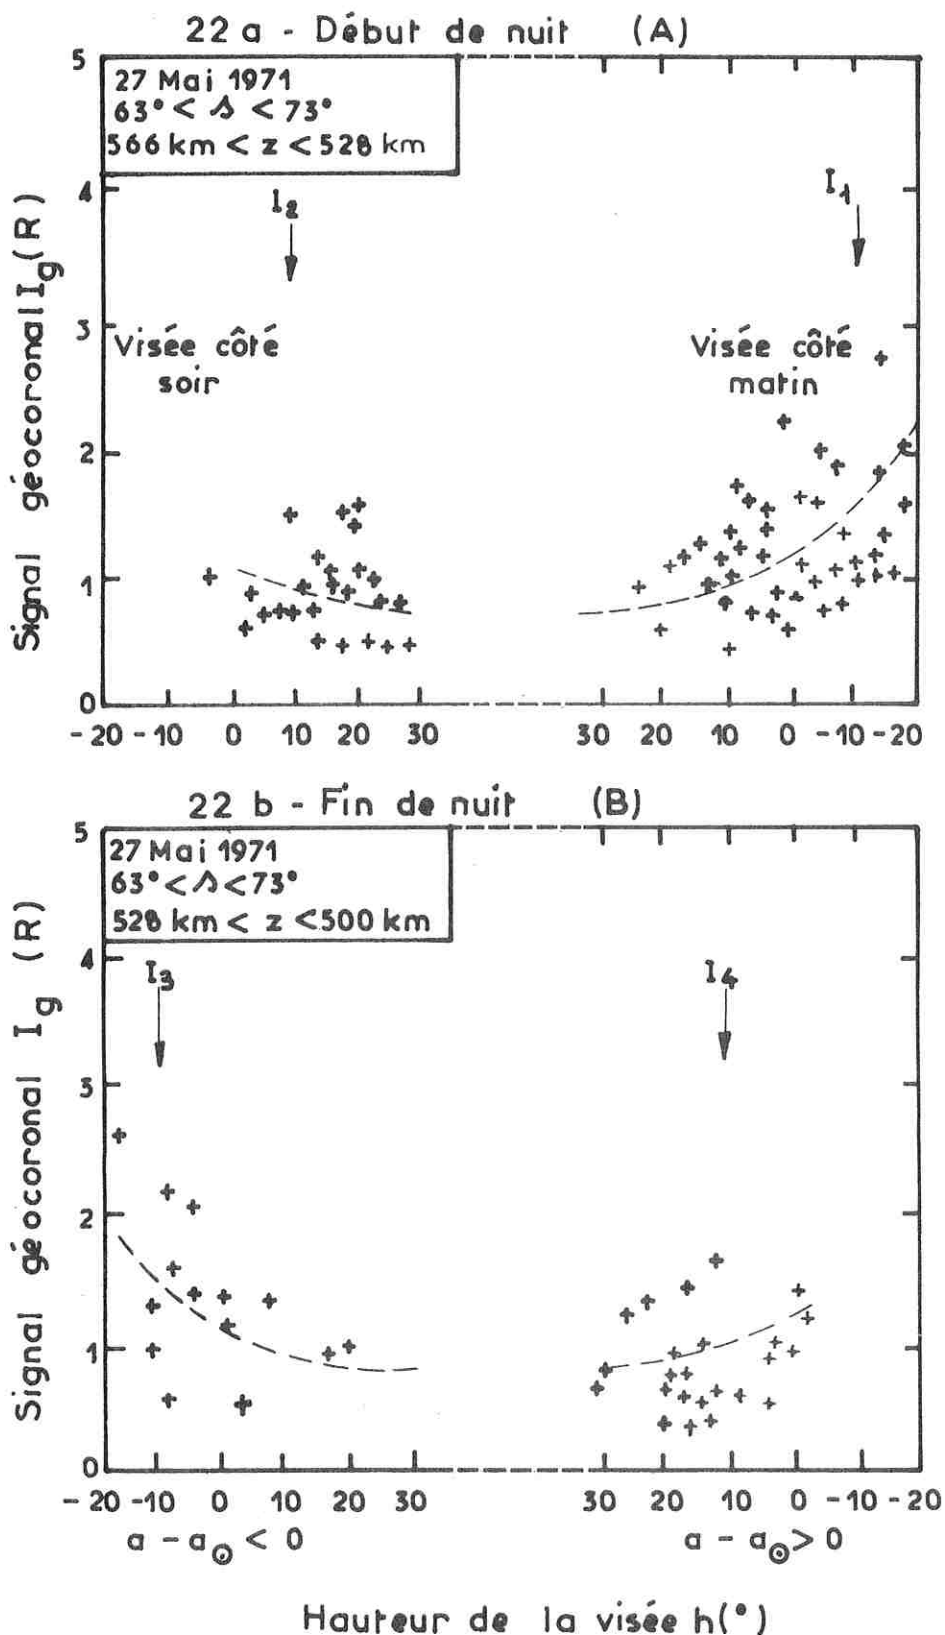 22 a - Début de nuit (A)
5
27 Mai 1971
63° < s < 73°
566 km < z < 528 km
4
I2
I1
3
Visée côté
soir
Visée côté
matin
2
1
0
Signal géocoronal Ig (R)
-20 -10 0 10 20 30 30 20 10 0 -10 -20
22 b - Fin de nuit (B)
5
27 Mai 1971
63° < s < 73°
528 km < z < 500 km
4
I3
I4
3
2
1
0
Signal géocoronal Ig (R)
-20 -10 0 10 20 30 30 20 10 0 -10 -20
a - a☉ < 0
a - a☉ > 0
Hauteur de la visée h(°)